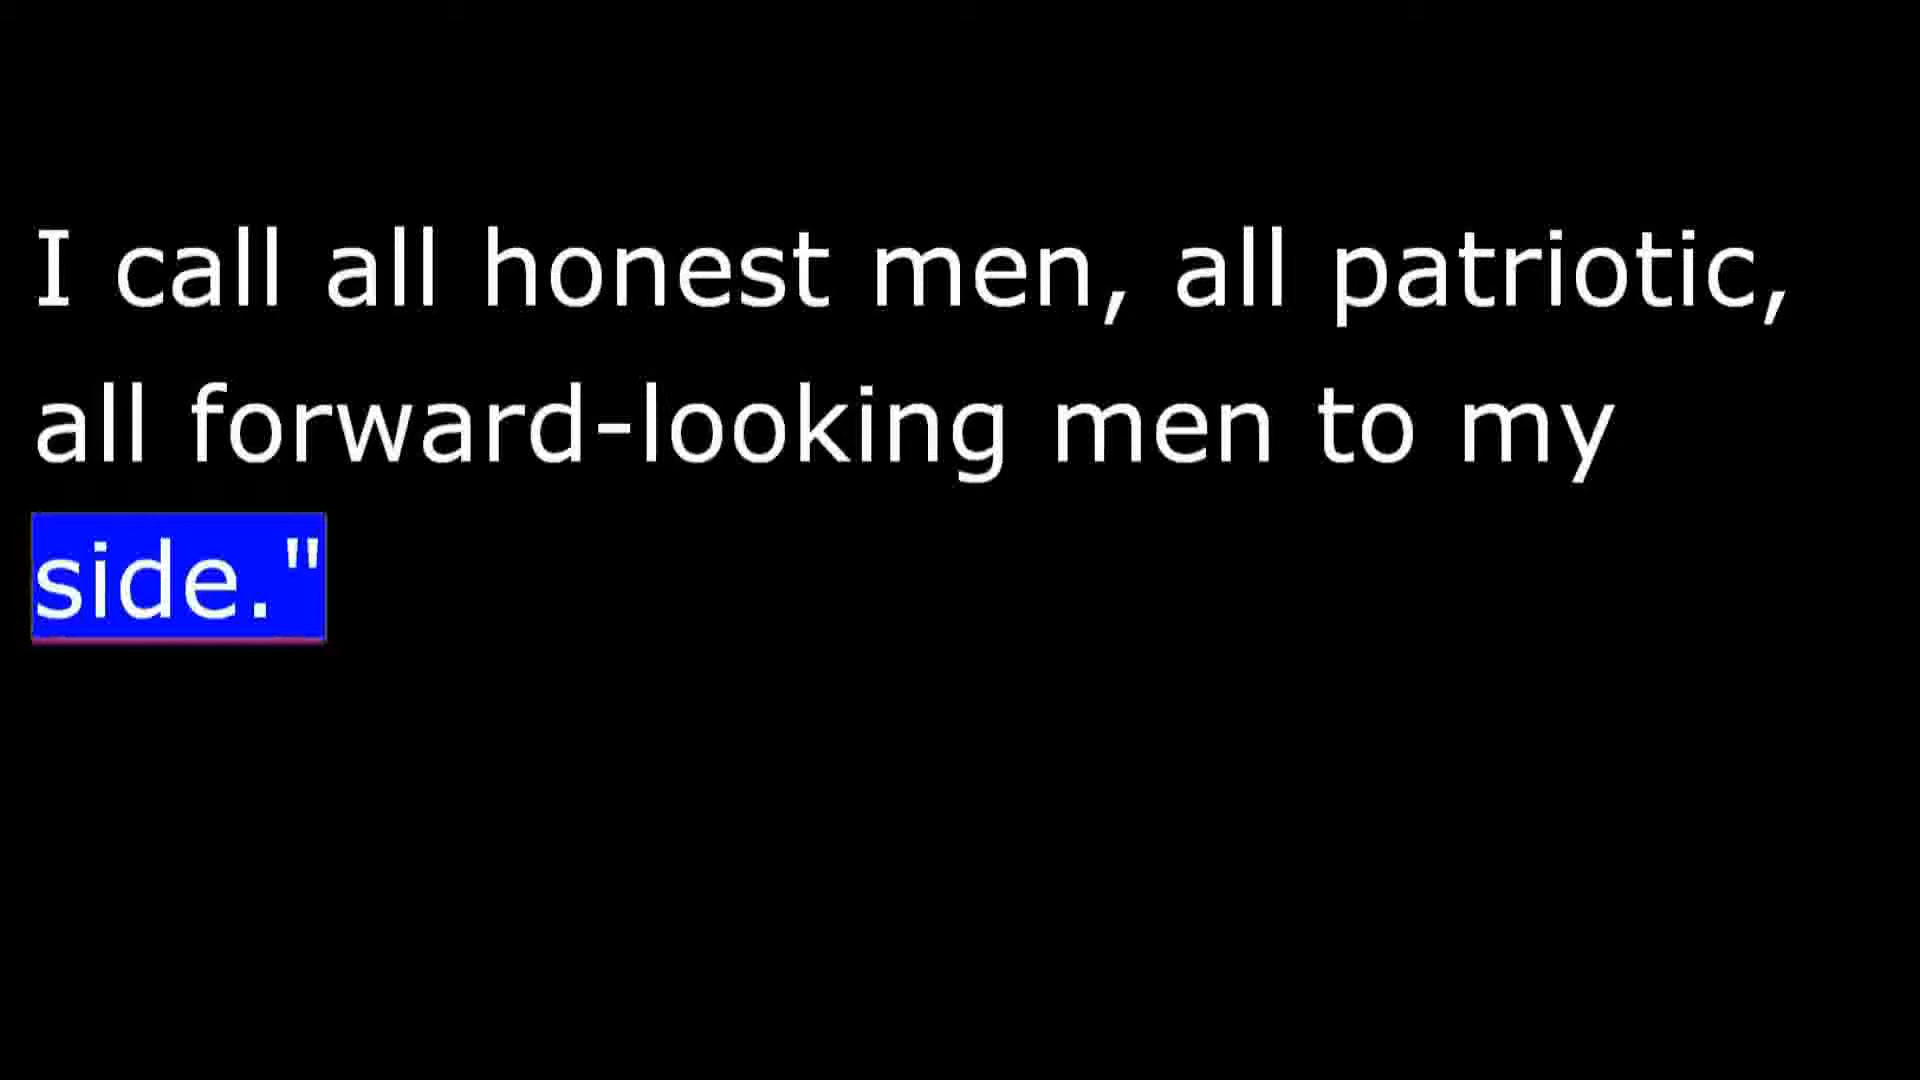 I call all honest men, all patriotic,
all forward-looking men to my
side."